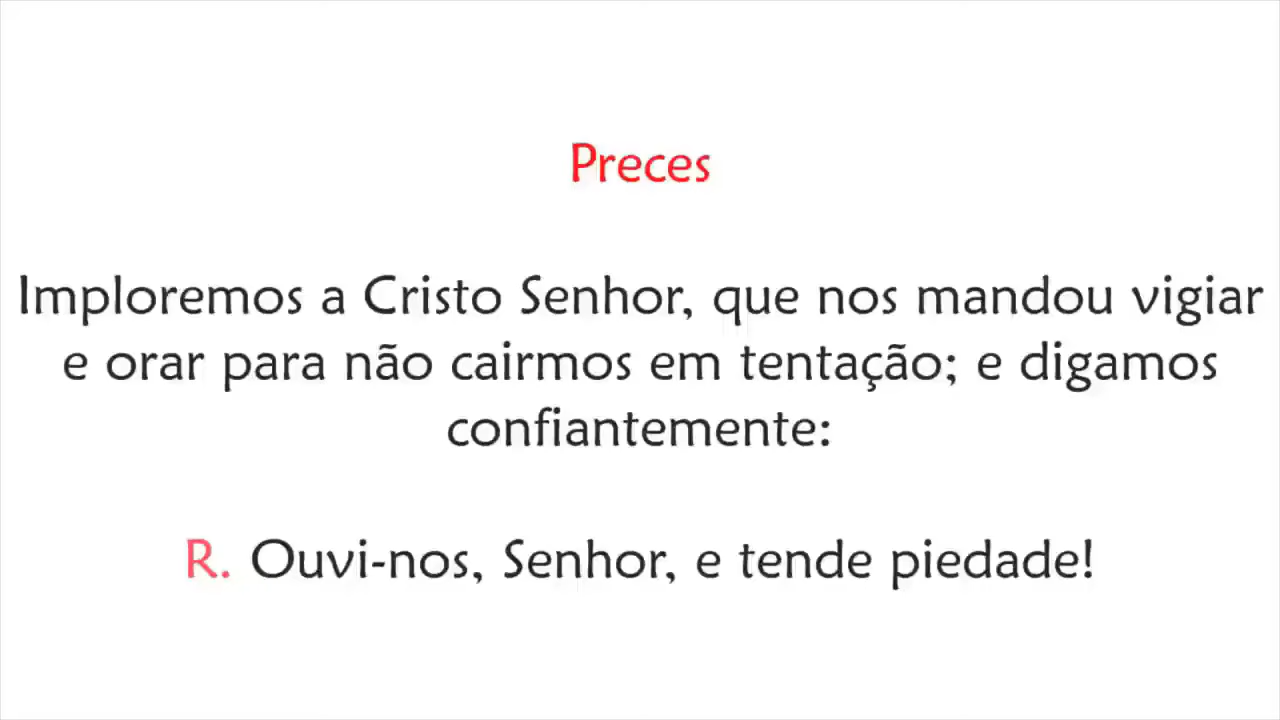 Preces
Imploremos a Cristo Senhor, que nos mandou vigiar
e orar para não cairmos em tentação; e digamos
confiantemente:
R. Ouvi-nos, Senhor, e tende piedade!